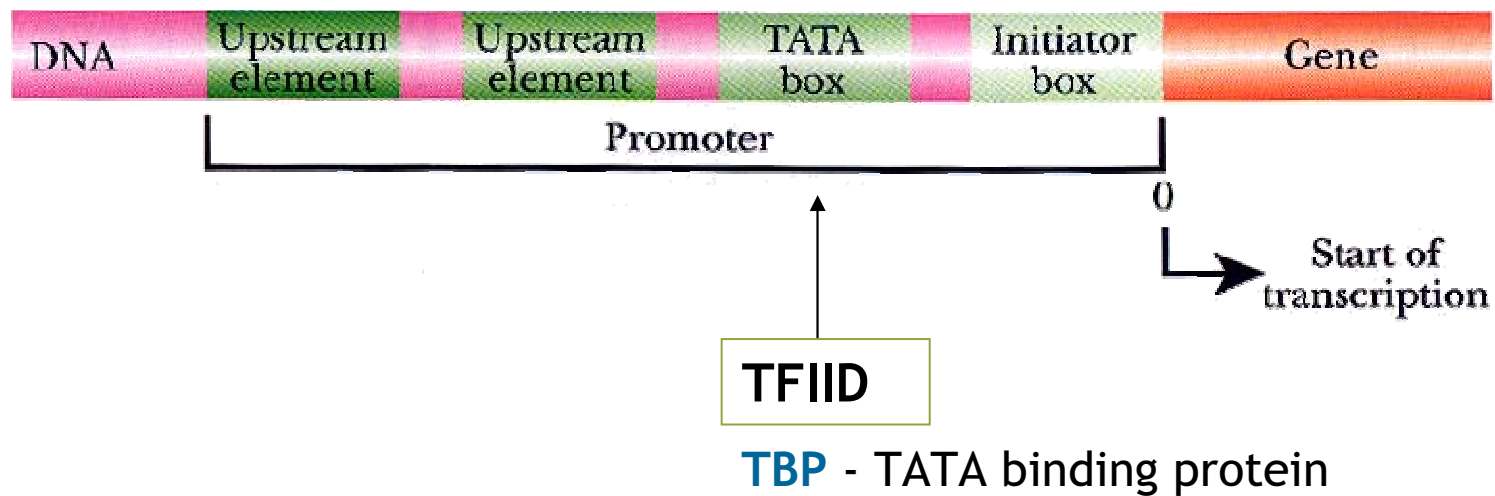 DNA
Upstream
element
Upstream
element
TATA
box
Initiator
box
Gene
Promoter
0
Start of
transcription
TFIID
TBP - TATA binding protein